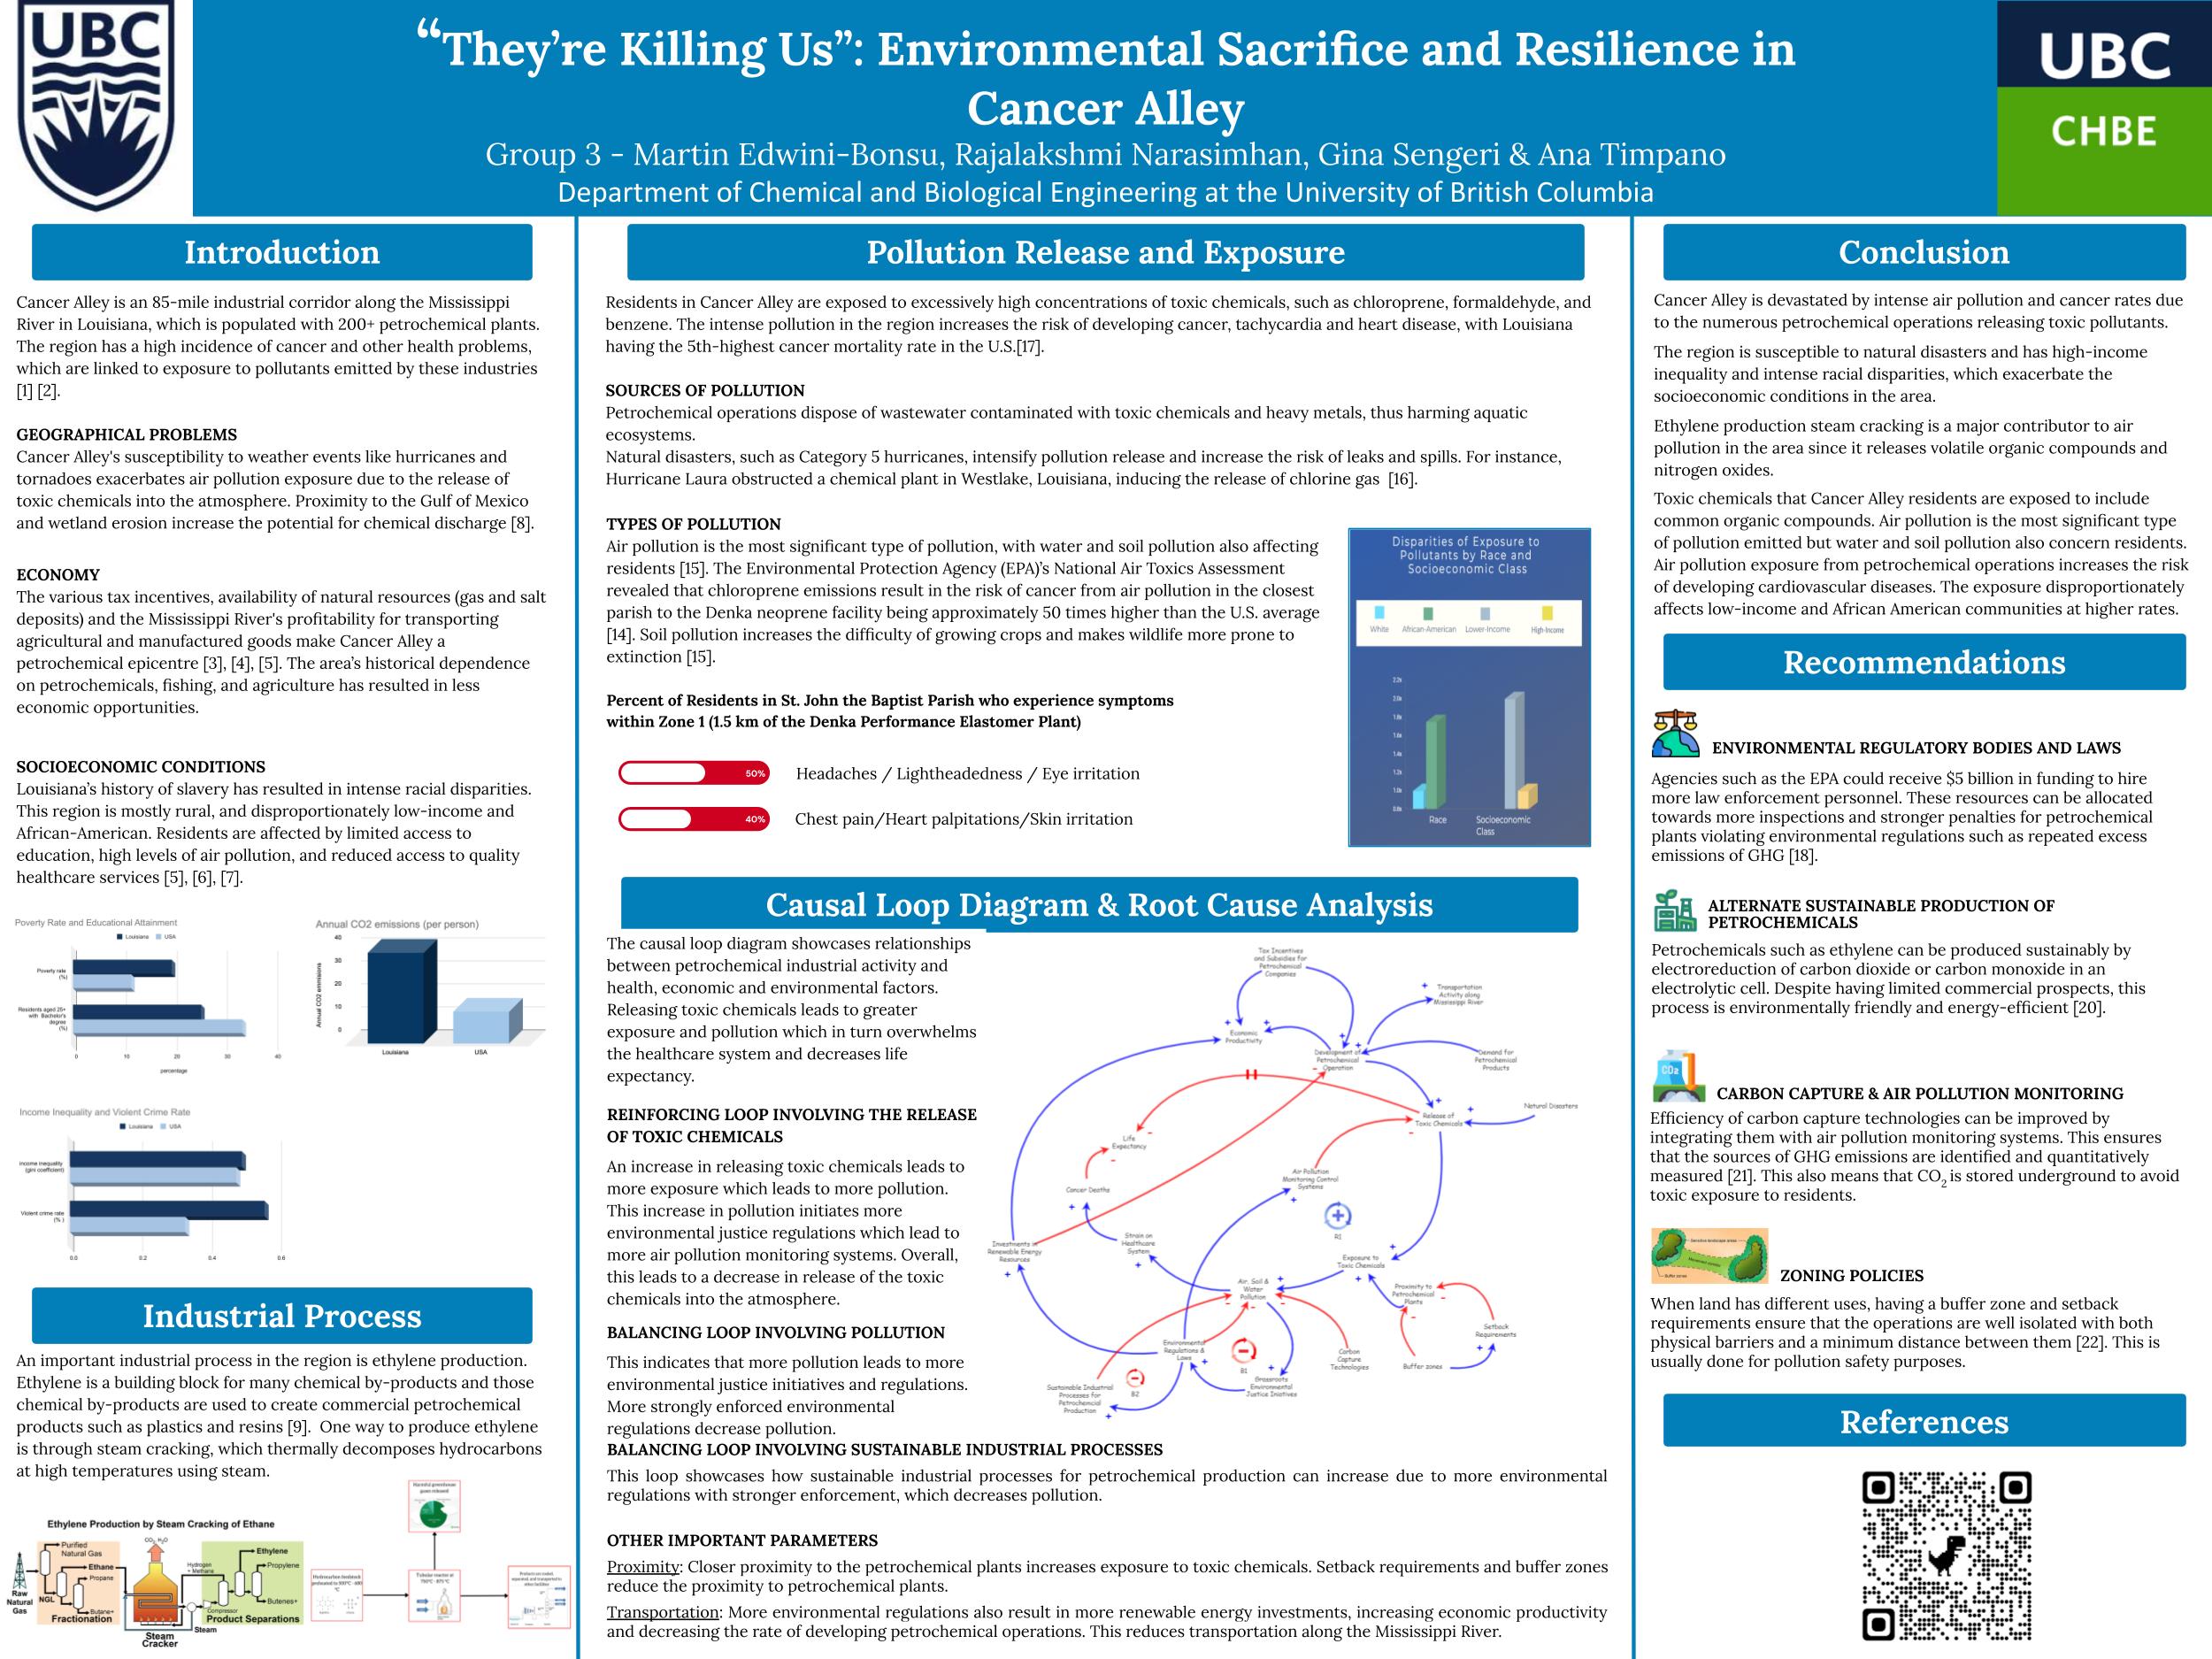 UBC
“They’re Killing Us”: Environmental Sacrifice and Resilience in
Cancer Alley
Group 3 - Martin Edwini-Bonsu, Rajalakshmi Narasimhan, Gina Sengeri & Ana Timpano
Department of Chemical and Biological Engineering at the University of British Columbia
UBC
CHBE
Introduction
Cancer Alley is an 85-mile industrial corridor along the Mississippi
River in Louisiana, which is populated with 200+ petrochemical plants.
The region has a high incidence of cancer and other health problems,
which are linked to exposure to pollutants emitted by these industries
[1] [2].
GEOGRAPHICAL PROBLEMS
Cancer Alley's susceptibility to weather events like hurricanes and
tornadoes exacerbates air pollution exposure due to the release of
toxic chemicals into the atmosphere. Proximity to the Gulf of Mexico
and wetland erosion increase the potential for chemical discharge [8].
ECONOMY
The various tax incentives, availability of natural resources (gas and salt
deposits) and the Mississippi River's profitability for transporting
agricultural and manufactured goods make Cancer Alley a
petrochemical epicentre [3], [4], [5]. The area’s historical dependence
on petrochemicals, fishing, and agriculture has resulted in less
economic opportunities.
SOCIOECONOMIC CONDITIONS
Louisiana’s history of slavery has resulted in intense racial disparities.
This region is mostly rural, and disproportionately low-income and
African-American. Residents are affected by limited access to
education, high levels of air pollution, and reduced access to quality
healthcare services [5], [6], [7].
Poverty Rate and Educational Attainment
Louisiana USA
Poverty rate
(%)
Residents aged 25+
with Bachelor's
degree
(%)
0 10 20 30 40
percentage
Annual CO2 emissions (per person)
Annual CO2 emmisions
40
30
20
10
0
Louisiana USA
Income Inequality and Violent Crime Rate
Louisiana USA
Income inequality
(gini coefficient)
Violent crime rate
(%)
0.0 0.2 0.4 0.6
Industrial Process
An important industrial process in the region is ethylene production.
Ethylene is a building block for many chemical by-products and those
chemical by-products are used to create commercial petrochemical
products such as plastics and resins [9]. One way to produce ethylene
is through steam cracking, which thermally decomposes hydrocarbons
at high temperatures using steam.
Ethylene Production by Steam Cracking of Ethane
Raw
Natural
Gas
Purified
Natural Gas
Ethane
Propane
NGL
Butane+
Fractionation
CO2 H2O
Steam
Cracker
Steam
Hydrogen
+ Methane
Compressor
Ethylene
Propylene
Butenes+
Product Separations
Harmful greenhouse
gases released
Pollution Release and Exposure
Residents in Cancer Alley are exposed to excessively high concentrations of toxic chemicals, such as chloroprene, formaldehyde, and
benzene. The intense pollution in the region increases the risk of developing cancer, tachycardia and heart disease, with Louisiana
having the 5th-highest cancer mortality rate in the U.S.[17].
SOURCES OF POLLUTION
Petrochemical operations dispose of wastewater contaminated with toxic chemicals and heavy metals, thus harming aquatic
ecosystems.
Natural disasters, such as Category 5 hurricanes, intensify pollution release and increase the risk of leaks and spills. For instance,
Hurricane Laura obstructed a chemical plant in Westlake, Louisiana, inducing the release of chlorine gas [16].
TYPES OF POLLUTION
Air pollution is the most significant type of pollution, with water and soil pollution also affecting
residents [15]. The Environmental Protection Agency (EPA)’s National Air Toxics Assessment
revealed that chloroprene emissions result in the risk of cancer from air pollution in the closest
parish to the Denka neoprene facility being approximately 50 times higher than the U.S. average
[14]. Soil pollution increases the difficulty of growing crops and makes wildlife more prone to
extinction [15].
Percent of Residents in St. John the Baptist Parish who experience symptoms
within Zone 1 (1.5 km of the Denka Performance Elastomer Plant)
50% Headaches / Lightheadedness / Eye irritation
40% Chest pain/Heart palpitations/Skin irritation
Disparities of Exposure to
Pollutants by Race and
Socioeconomic Class
White African-American Lower-Income High-Income
2.2x
2.0x
1.8x
1.6x
1.4x
1.2x
1.0x
0.8x
Race Socioeconomic
Class
Causal Loop Diagram & Root Cause Analysis
The causal loop diagram showcases relationships
between petrochemical industrial activity and
health, economic and environmental factors.
Releasing toxic chemicals leads to greater
exposure and pollution which in turn overwhelms
the healthcare system and decreases life
expectancy.
REINFORCING LOOP INVOLVING THE RELEASE
OF TOXIC CHEMICALS
An increase in releasing toxic chemicals leads to
more exposure which leads to more pollution.
This increase in pollution initiates more
environmental justice regulations which lead to
more air pollution monitoring systems. Overall,
this leads to a decrease in release of the toxic
chemicals into the atmosphere.
BALANCING LOOP INVOLVING POLLUTION
This indicates that more pollution leads to more
environmental justice initiatives and regulations.
More strongly enforced environmental
regulations decrease pollution.
Tax Incentives
and Subsidies for
Petrochemical
Companies
Transportation
Activity along
Mississippi River
Economic
Productivity
Development of
Petrochemical
Operation
Demand for
Petrochemical
Products
Natural Disasters
Release of
Toxic Chemicals
Life
Expectancy
Air Pollution
Monitoring Control
Systems
Cancer Deaths
R1
Investments in
Renewable Energy
Resources
Strain on
Healthcare
System
Exposure to
Toxic Chemicals
Air, Soil &
Water
Pollution
Proximity to
Petrochemical
Plants
Setback
Requirements
Environmental
Regulations &
Laws
B1
Carbon
Capture
Technologies
Buffer zones
Grassroots
Environmental
Justice Iniatives
Sustainable Industrial
Processes for
Petrochemical
Production
B2
BALANCING LOOP INVOLVING SUSTAINABLE INDUSTRIAL PROCESSES
This loop showcases how sustainable industrial processes for petrochemical production can increase due to more environmental
regulations with stronger enforcement, which decreases pollution.
OTHER IMPORTANT PARAMETERS
Proximity: Closer proximity to the petrochemical plants increases exposure to toxic chemicals. Setback requirements and buffer zones
reduce the proximity to petrochemical plants.
Transportation: More environmental regulations also result in more renewable energy investments, increasing economic productivity
and decreasing the rate of developing petrochemical operations. This reduces transportation along the Mississippi River.
Conclusion
Cancer Alley is devastated by intense air pollution and cancer rates due
to the numerous petrochemical operations releasing toxic pollutants.
The region is susceptible to natural disasters and has high-income
inequality and intense racial disparities, which exacerbate the
socioeconomic conditions in the area.
Ethylene production steam cracking is a major contributor to air
pollution in the area since it releases volatile organic compounds and
nitrogen oxides.
Toxic chemicals that Cancer Alley residents are exposed to include
common organic compounds. Air pollution is the most significant type
of pollution emitted but water and soil pollution also concern residents.
Air pollution exposure from petrochemical operations increases the risk
of developing cardiovascular diseases. The exposure disproportionately
affects low-income and African American communities at higher rates.
Recommendations
ENVIRONMENTAL REGULATORY BODIES AND LAWS
Agencies such as the EPA could receive $5 billion in funding to hire
more law enforcement personnel. These resources can be allocated
towards more inspections and stronger penalties for petrochemical
plants violating environmental regulations such as repeated excess
emissions of GHG [18].
ALTERNATE SUSTAINABLE PRODUCTION OF
PETROCHEMICALS
Petrochemicals such as ethylene can be produced sustainably by
electroreduction of carbon dioxide or carbon monoxide in an
electrolytic cell. Despite having limited commercial prospects, this
process is environmentally friendly and energy-efficient [20].
CO2
CARBON CAPTURE & AIR POLLUTION MONITORING
Efficiency of carbon capture technologies can be improved by
integrating them with air pollution monitoring systems. This ensures
that the sources of GHG emissions are identified and quantitatively
measured [21]. This also means that CO2 is stored underground to avoid
toxic exposure to residents.
ZONING POLICIES
When land has different uses, having a buffer zone and setback
requirements ensure that the operations are well isolated with both
physical barriers and a minimum distance between them [22]. This is
usually done for pollution safety purposes.
References